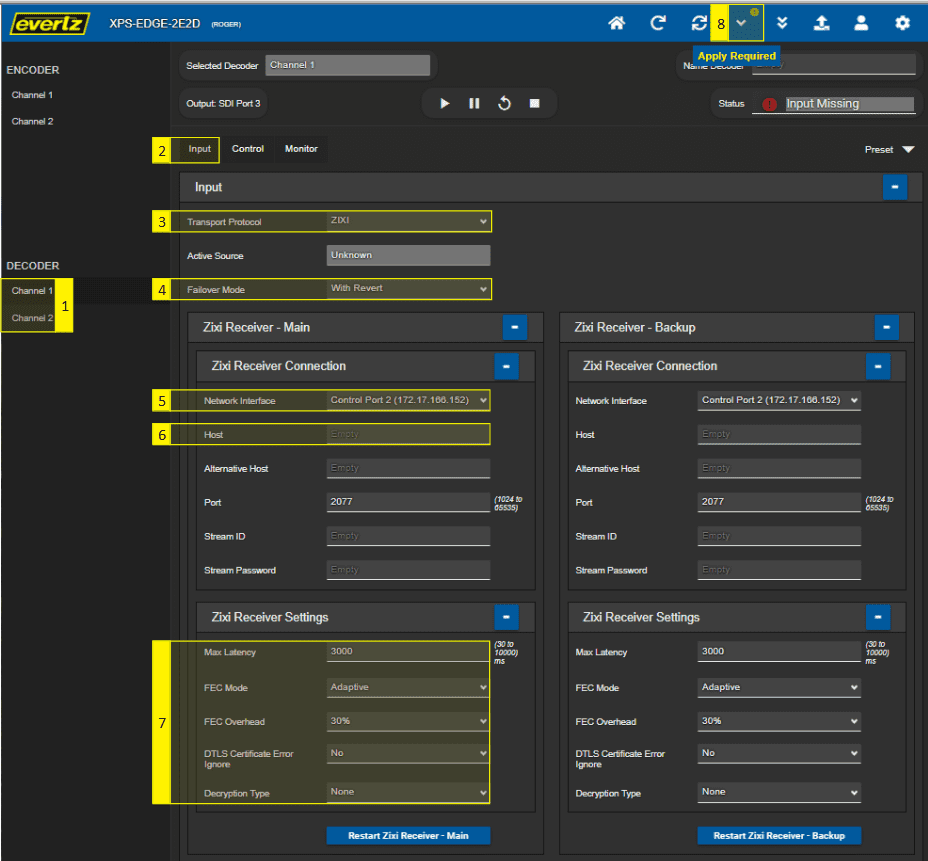 evertz XPS-EDGE-2E2D (ROGER) 8
Apply Required
ENCODER
Channel 1
Channel 2
DECODER
Channel 1
Channel 2
1
Selected Decoder Channel 1 Name Decoder
Output: SDI Port 3 Status ! Input Missing
2 Input Control Monitor Preset
Input -
3 Transport Protocol ZIXI
Active Source Unknown
4 Failover Mode With Revert
Zixi Receiver - Main -
Zixi Receiver Connection -
5 Network Interface Control Port 2 (172.17.166.152)
6 Host Empty
Alternative Host Empty
Port 2077 (1024 to
65535)
Stream ID Empty
Stream Password Empty
Zixi Receiver Settings -
7
Max Latency 3000 (30 to
10000)
ms
FEC Mode Adaptive
FEC Overhead 30%
DTLS Certificate Error No
Ignore
Decryption Type None
Restart Zixi Receiver - Main
Zixi Receiver - Backup -
Zixi Receiver Connection -
Network Interface Control Port 2 (172.17.166.152)
Host Empty
Alternative Host Empty
Port 2077 (1024 to
65535)
Stream ID Empty
Stream Password Empty
Zixi Receiver Settings -
Max Latency 3000 (30 to
10000)
ms
FEC Mode Adaptive
FEC Overhead 30%
DTLS Certificate Error No
Ignore
Decryption Type None
Restart Zixi Receiver - Backup